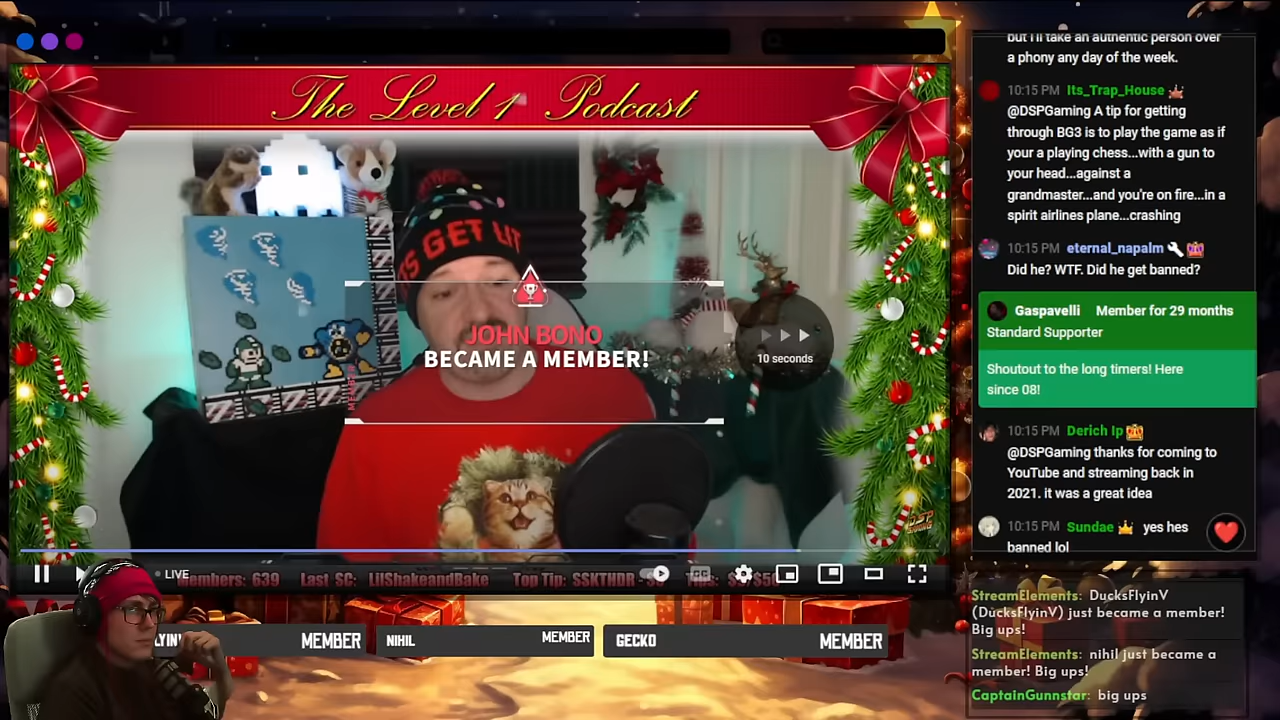 The Level 1 Podcast
'S GET LIT
JOHN BONO
BECAME A MEMBER!
10 seconds
LIVE
Members: 639 Last SC: LilShakeandBake Top Tip: SSKTHDR
MEMBER
NIHIL MEMBER
GECKO MEMBER
but I'll take an authentic person over
a phony any day of the week.
10:15 PM Its_Trap_House
@DSPGaming A tip for getting
through BG3 is to play the game as if
your a playing chess...with a gun to
your head...against a
grandmaster...and you're on fire...in a
spirit airlines plane...crashing
10:15 PM eternal_napalm
Did he? WTF. Did he get banned?
Gaspavelli Member for 29 months
Standard Supporter
Shoutout to the long timers! Here
since 08!
10:15 PM Derich Ip
@DSPGaming thanks for coming to
YouTube and streaming back in
2021. it was a great idea
10:15 PM Sundae yes hes
banned lol
StreamElements: DucksFlyinV
(DucksFlyinV) just became a member!
Big ups!
StreamElements: nihil just became a
member! Big ups!
CaptainGunnstar: big ups